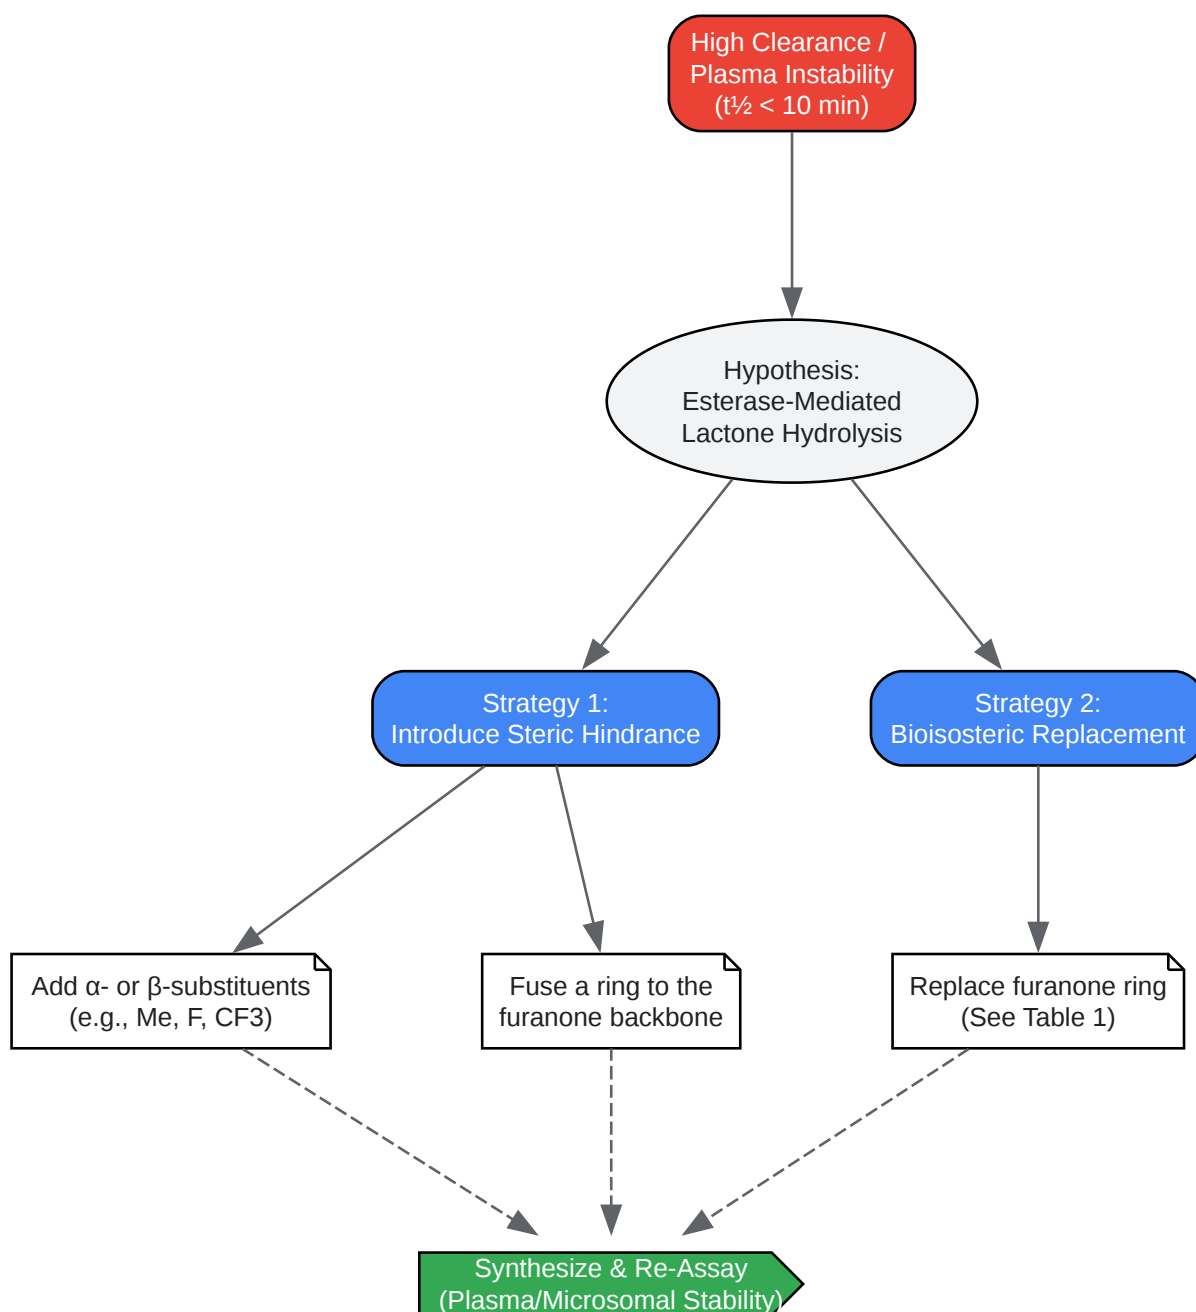 High Clearance /
Plasma Instability
(t½ < 10 min)
Hypothesis:
Esterase-Mediated
Lactone Hydrolysis
Strategy 1:
Introduce Steric Hindrance
Strategy 2:
Bioisosteric Replacement
Add α- or β-substituents
(e.g., Me, F, CF3)
Fuse a ring to the
furanone backbone
Replace furanone ring
(See Table 1)
Synthesize & Re-Assay
(Plasma/Microsomal Stability)